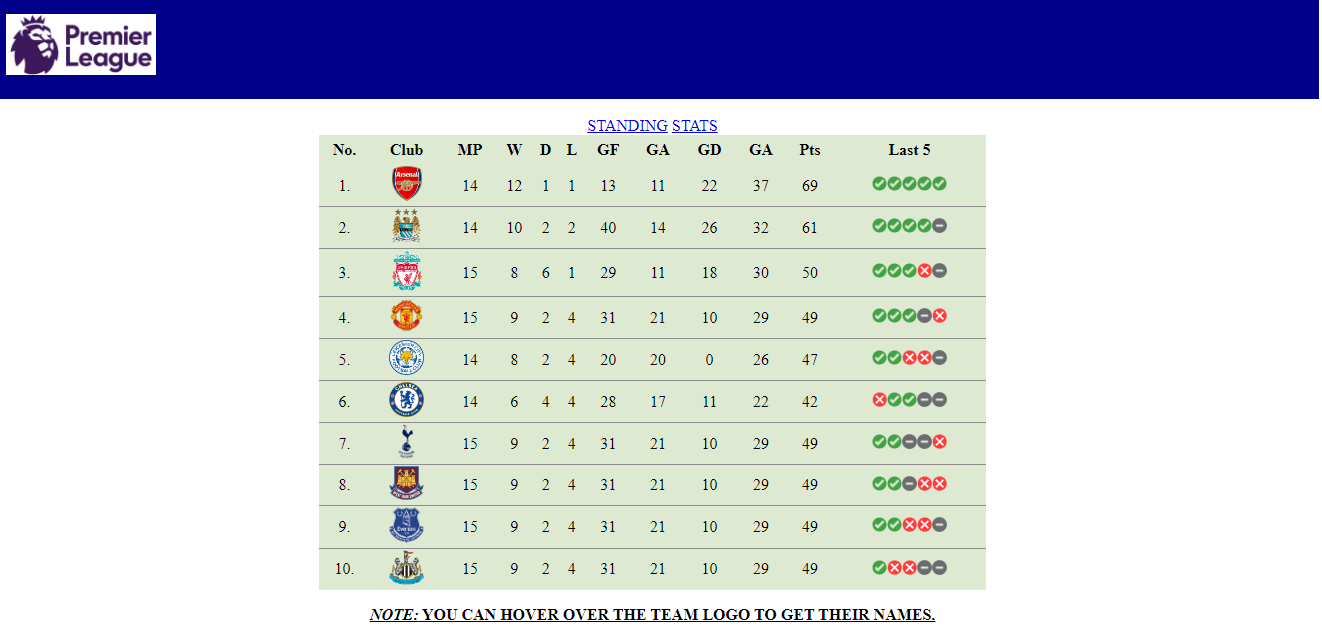 Premier
League
STANDING STATS
No. Club MP W D L GF GA GD GA Pts Last 5
Arsenal
1. 14 12 1 1 13 11 22 37 69
2. 14 10 2 2 40 14 26 32 61
3. 15 8 6 1 29 11 18 30 50
4. 15 9 2 4 31 21 10 29 49
5. 14 8 2 4 20 20 0 26 47
CHELSEA
6. 14 6 4 4 28 17 11 22 42
7. 15 9 2 4 31 21 10 29 49
8. 15 9 2 4 31 21 10 29 49
Everton
9. 15 9 2 4 31 21 10 29 49
10. 15 9 2 4 31 21 10 29 49
NOTE: YOU CAN HOVER OVER THE TEAM LOGO TO GET THEIR NAMES.